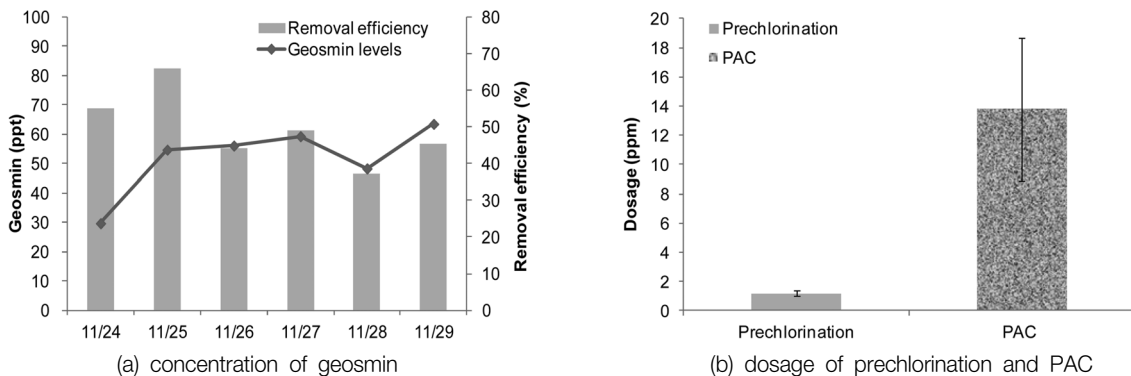 100
90
80
70
60
50
40
30
20
10
0
Geosmin (ppt)
Removal efficiency
Geosmin levels
80
70
60
50
40
30
20
10
0
Removal efficiency (%)
11/24 11/25 11/26 11/27 11/28 11/29
(a) concentration of geosmin
20
18
16
14
12
10
8
6
4
2
0
Dosage (ppm)
Prechlorination
PAC
Prechlorination PAC
(b) dosage of prechlorination and PAC